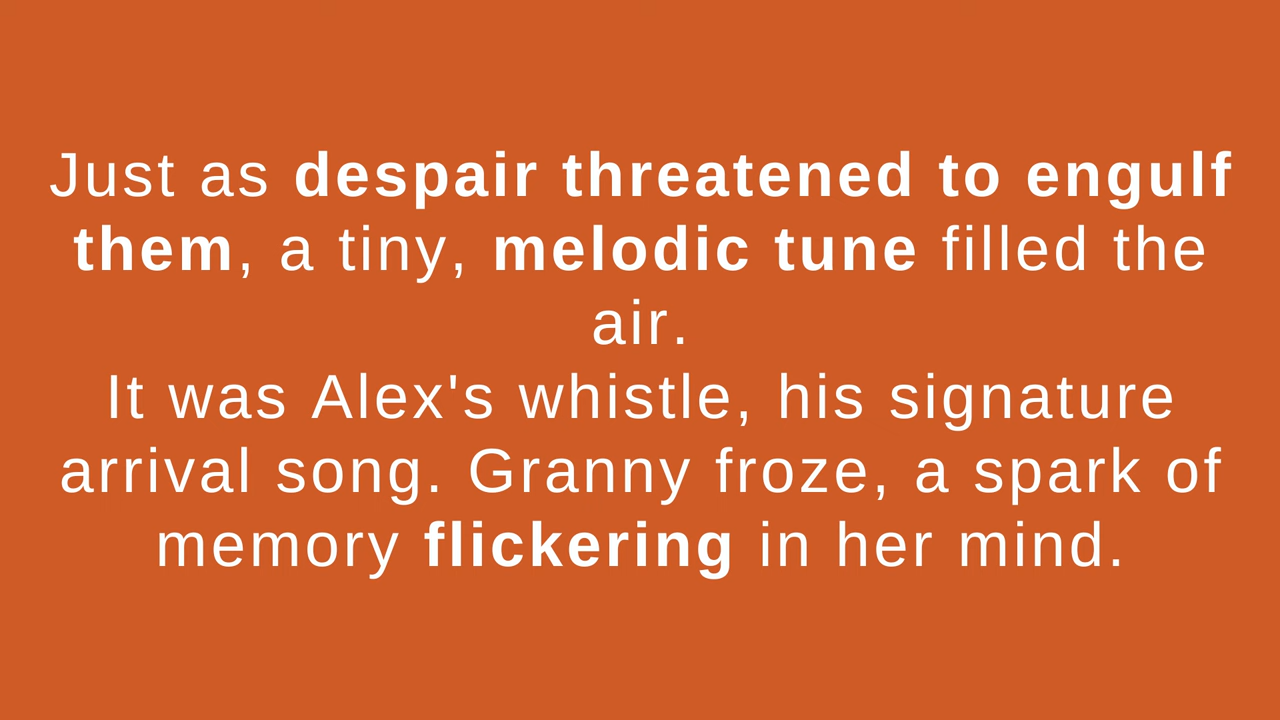 Just as despair threatened to engulf
them, a tiny, melodic tune filled the
air.
It was Alex's whistle, his signature
arrival song. Granny froze, a spark of
memory flickering in her mind.